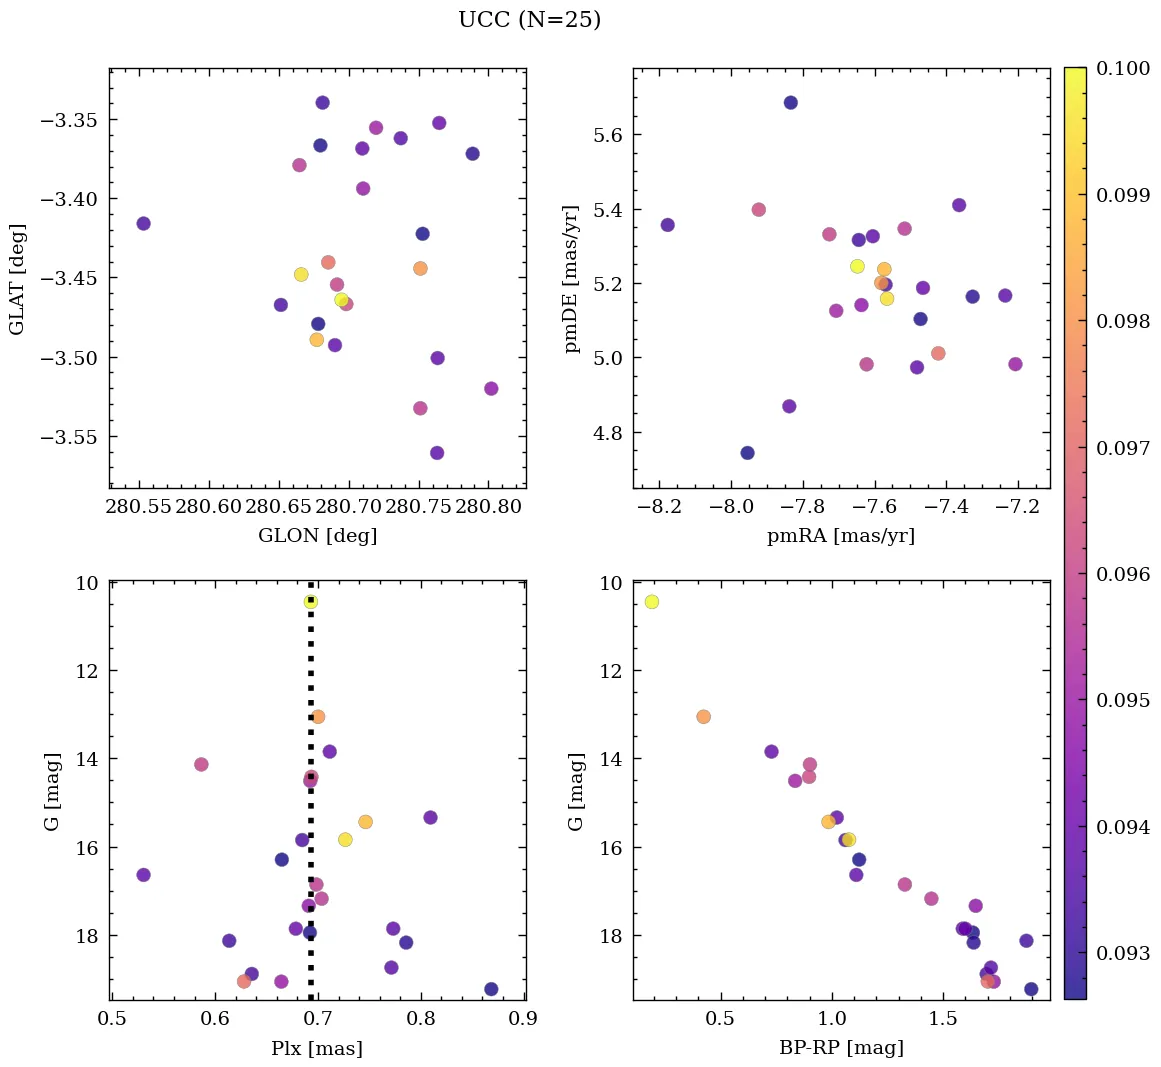 UCC (N=25)
−3.35
−3.40
−3.45
−3.50
−3.55
GLAT [deg]
280.55 280.60 280.65 280.70 280.75 280.80
GLON [deg]
5.6
5.4
5.2
5.0
4.8
pmDE [mas/yr]
−8.2 −8.0 −7.8 −7.6 −7.4 −7.2
pmRA [mas/yr]
10
12
14
16
18
G [mag]
0.5 0.6 0.7 0.8 0.9
Plx [mas]
10
12
14
16
18
G [mag]
0.5 1.0 1.5
BP-RP [mag]
0.100
0.099
0.098
0.097
0.096
0.095
0.094
0.093